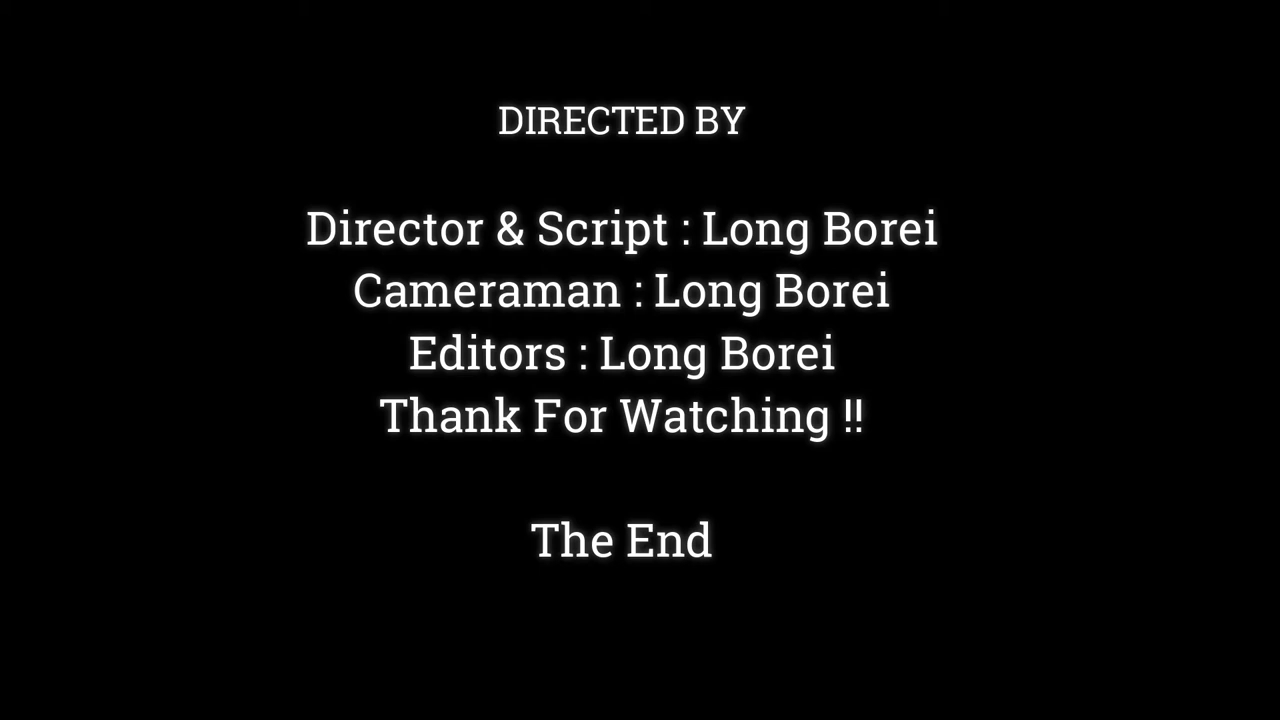 DIRECTED BY
Director & Script : Long Borei
Cameraman : Long Borei
Editors : Long Borei
Thank For Watching !!
The End